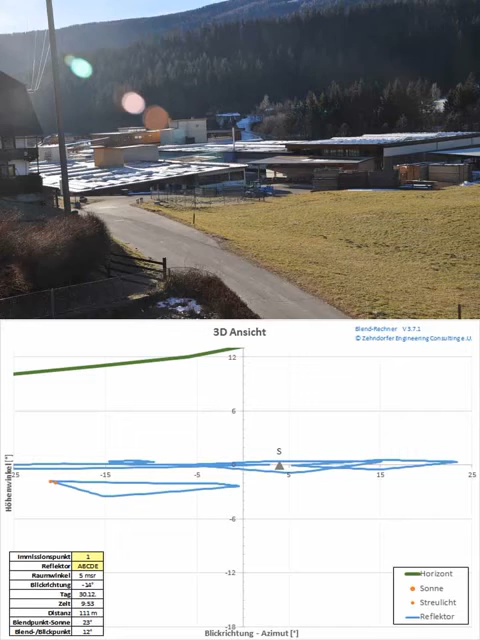 3D Ansicht
Blend-Rechner V 3.7.1
© Zehndorfer Engineering Consulting e.U.
12
6
S
-25 -15 -5 5 15 25
-6
-12
-18
Höhenwinkel [°]
Blickrichtung - Azimut [°]
Immissionspunkt 1
Reflektor ABCDE
Raumwinkel 5 msr
Blickrichtung -14°
Tag 30.12.
Zeit 9:53
Distanz 111 m
Blendpunkt-Sonne 23°
Blend-/Blickpunkt 12°
Horizont
Sonne
Streulicht
Reflektor